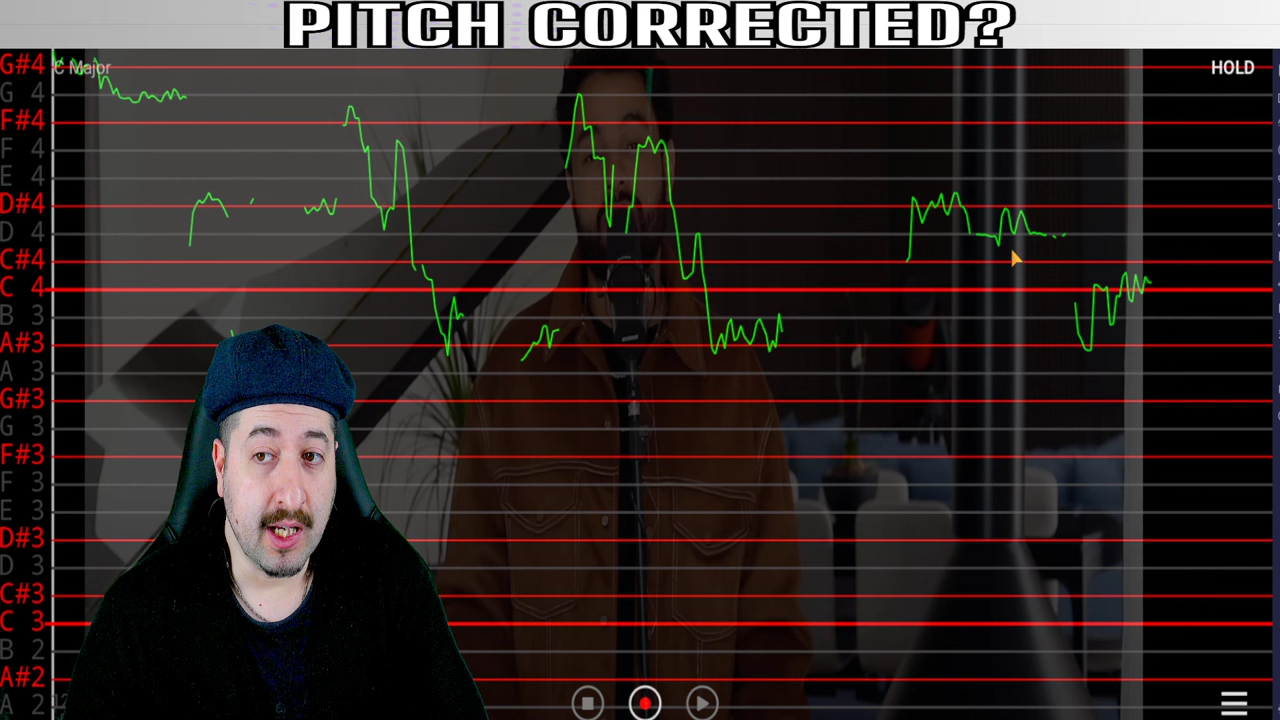 PITCH CORRECTED?
G#4
C Major
HOLD
G 4
F#4
F 4
E 4
D#4
D 4
C#4
C 4
B 3
A#3
A 3
G#3
G 3
F#3
F 3
E 3
D#3
D 3
C#3
C 3
B 2
A#2
A 2